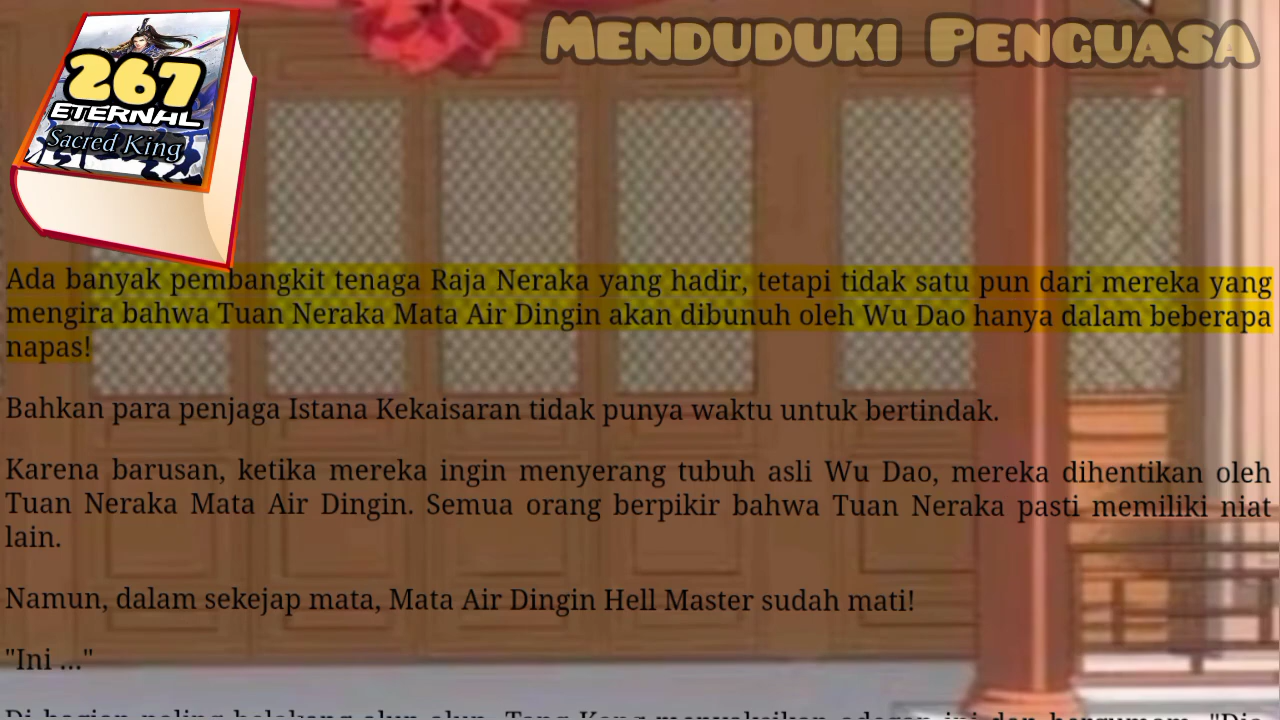 267
ETERNAL
Sacred King
MENDUDUKI PENGUASA
Ada banyak pembangkit tenaga Raja Neraka yang hadir, tetapi tidak satu pun dari mereka yang
mengira bahwa Tuan Neraka Mata Air Dingin akan dibunuh oleh Wu Dao hanya dalam beberapa
napas!
Bahkan para penjaga Istana Kekaisaran tidak punya waktu untuk bertindak.
Karena barusan, ketika mereka ingin menyerang tubuh asli Wu Dao, mereka dihentikan oleh
Tuan Neraka Mata Air Dingin. Semua orang berpikir bahwa Tuan Neraka pasti memiliki niat
lain.
Namun, dalam sekejap mata, Mata Air Dingin Hell Master sudah mati!
"Ini ..."